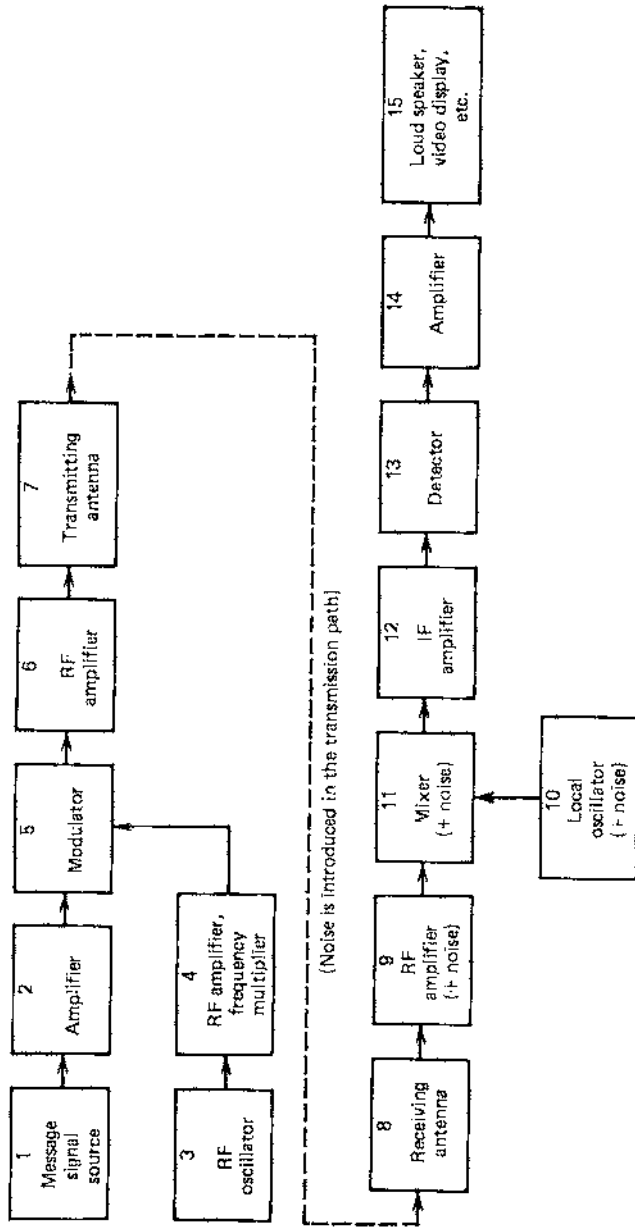 1
Message
signal
source
2
Amplifier
3
RF
oscillator
4
RF amplifier,
frequency
multiplier
5
Modulator
6
RF
amplifier
7
Transmitting
antenna
(Noise is introduced in the transmission path)
8
Receiving
antenna
9
RF
amplifier
(+ noise)
10
Local
oscillator
(+ noise)
11
Mixer
(+ noise)
12
IF
amplifier
13
Detector
14
Amplifier
15
Loud speaker,
video display,
etc.